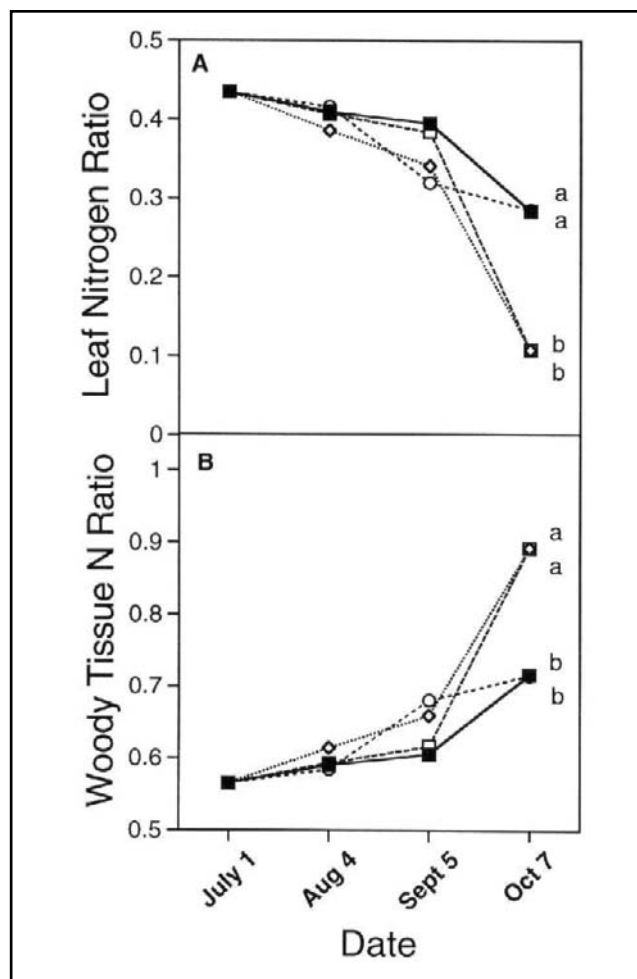 A
Leaf Nitrogen Ratio
0.5
0.4
0.3
0.2
0.1
0
a
a
b
b
B
Woody Tissue N Ratio
1
0.9
0.8
0.7
0.6
0.5
a
a
b
b
July 1
Aug 4
Sept 5
Oct 7
Date